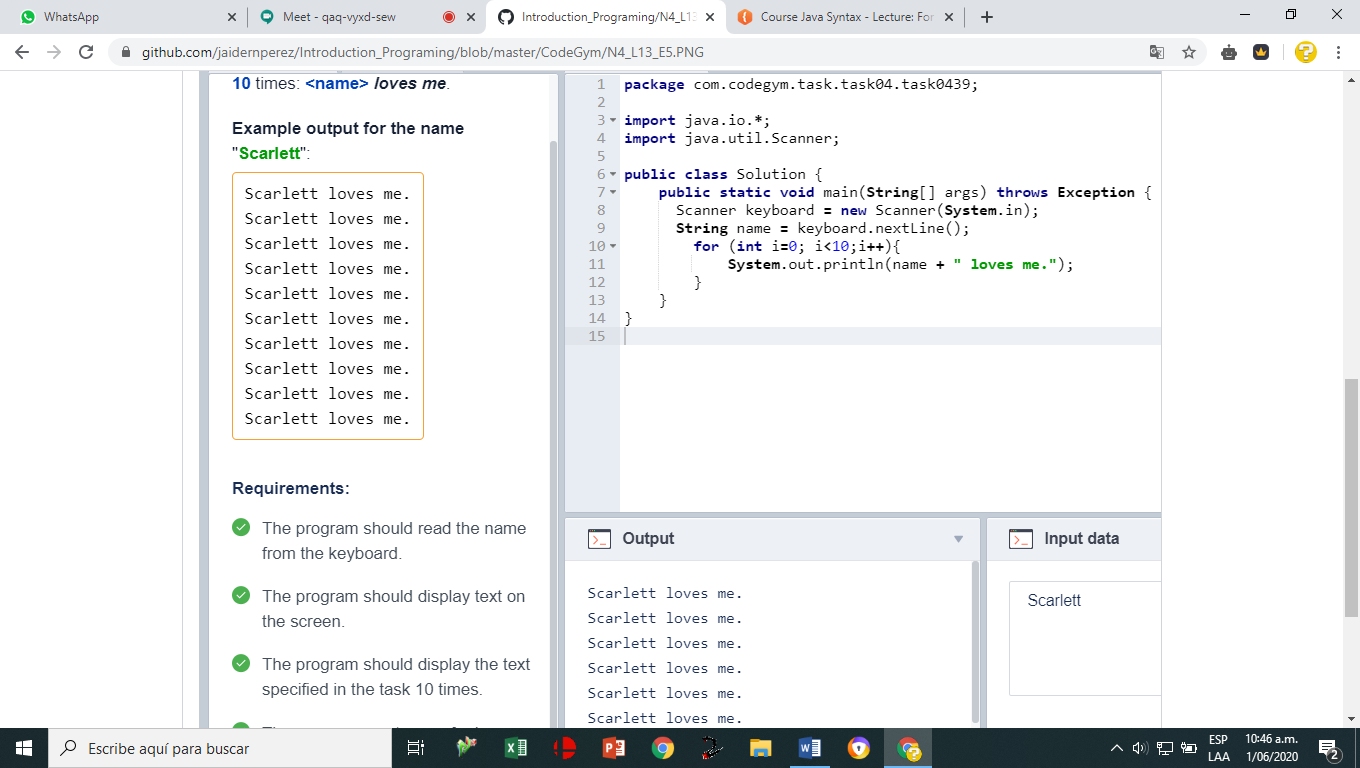 WhatsApp
Meet - qaq-vyxd-sew
Introduction_Programing/N4_L13
Course Java Syntax - Lecture: For
github.com/jaidernperez/Introduction_Programing/blob/master/CodeGym/N4_L13_E5.PNG
10 times: <name> loves me.
Example output for the name
"Scarlett":
Scarlett loves me.
Scarlett loves me.
Scarlett loves me.
Scarlett loves me.
Scarlett loves me.
Scarlett loves me.
Scarlett loves me.
Scarlett loves me.
Scarlett loves me.
Scarlett loves me.
Requirements:
The program should read the name
from the keyboard.
The program should display text on
the screen.
The program should display the text
specified in the task 10 times.
1 package com.codegym.task.task04.task0439;
2
3 import java.io.*;
4 import java.util.Scanner;
5
6 public class Solution {
7 public static void main(String[] args) throws Exception {
8 Scanner keyboard = new Scanner(System.in);
9 String name = keyboard.nextLine();
10 for (int i=0; i<10;i++){
11 System.out.println(name + " loves me.");
12 }
13 }
14 }
15
Output
Scarlett loves me.
Scarlett loves me.
Scarlett loves me.
Scarlett loves me.
Scarlett loves me.
Scarlett loves me.
Input data
Scarlett
Escribe aquí para buscar
ESP
LAA
10:46 a.m.
1/06/2020
2